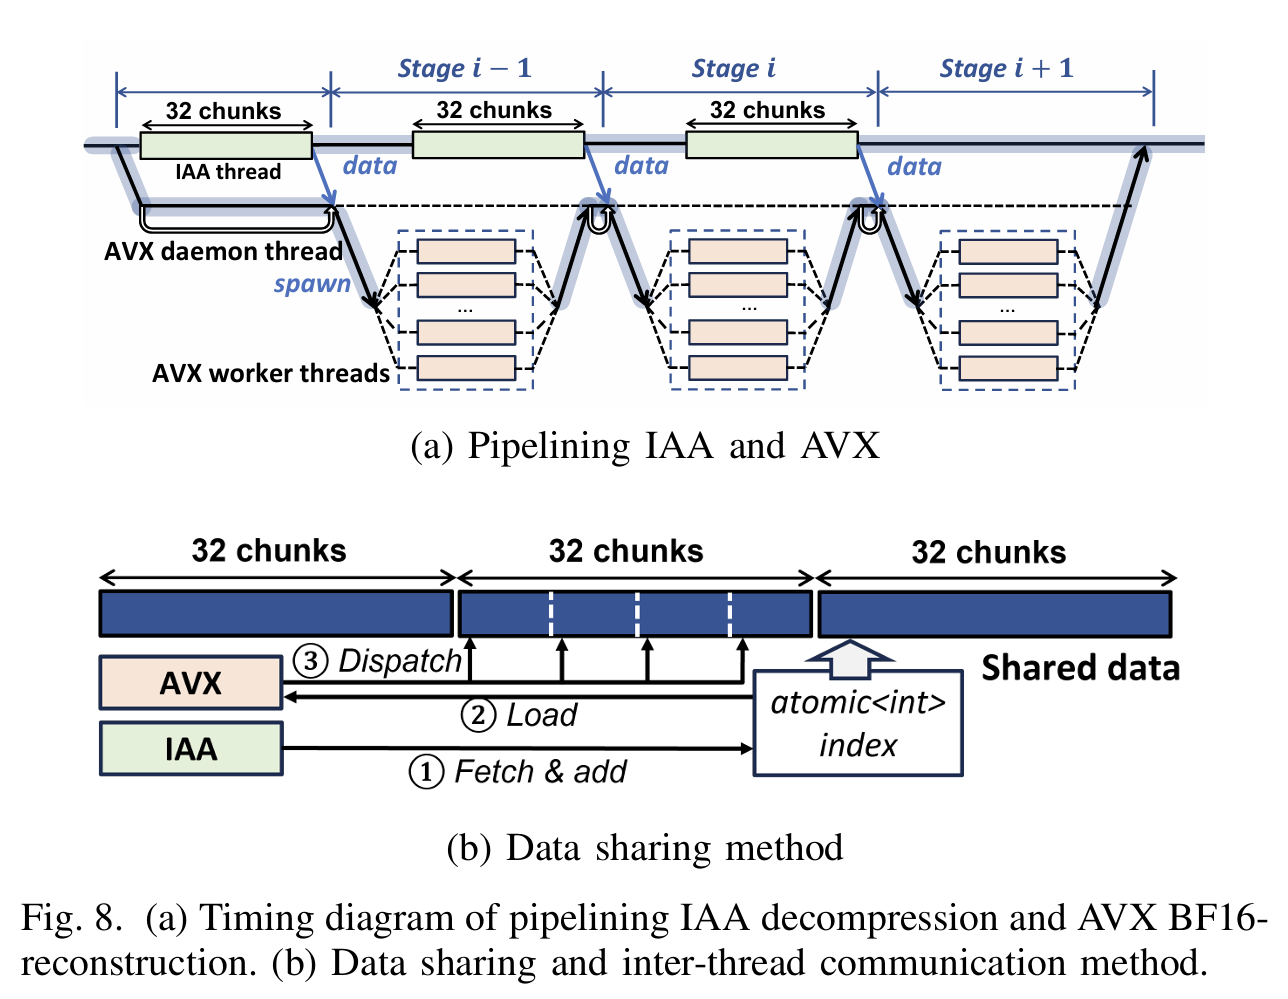 Stage i − 1
Stage i
Stage i + 1
32 chunks
32 chunks
32 chunks
IAA thread
data
data
data
AVX daemon thread
spawn
...
...
...
AVX worker threads
(a) Pipelining IAA and AVX
32 chunks
32 chunks
32 chunks
③ Dispatch
Shared data
AVX
② Load
atomic<int>
index
IAA
① Fetch & add
(b) Data sharing method
Fig. 8. (a) Timing diagram of pipelining IAA decompression and AVX BF16-
reconstruction. (b) Data sharing and inter-thread communication method.